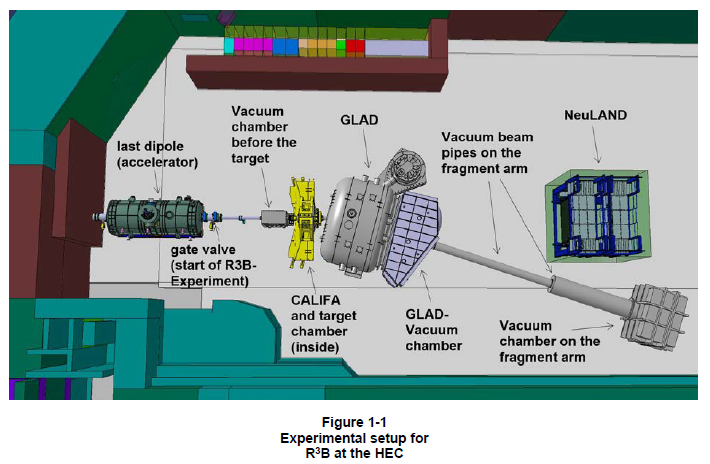 last dipole
(accelerator)
Vacuum
chamber
before the
target
GLAD
Vacuum beam
pipes on the
fragment arm
NeuLAND
gate valve
(start of R3B-
Experiment)
CALIFA
and target
chamber
(inside)
GLAD-
Vacuum
chamber
Vacuum
chamber on the
fragment arm
Figure 1-1
Experimental setup for
R³B at the HEC